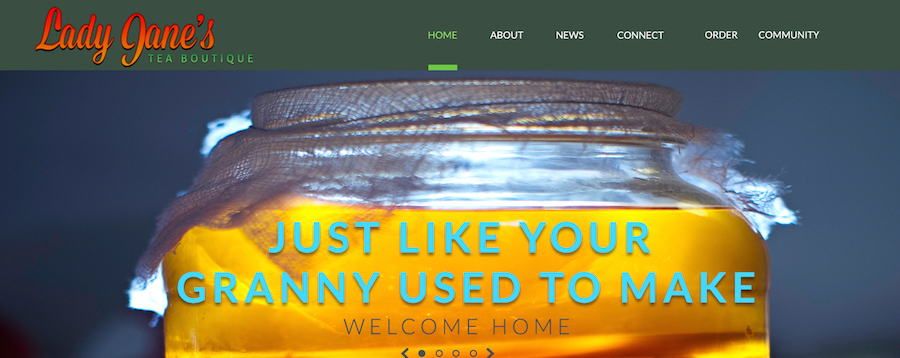 Lady Jane's
TEA BOUTIQUE
HOME ABOUT NEWS CONNECT ORDER COMMUNITY
JUST LIKE YOUR
GRANNY USED TO MAKE
WELCOME HOME